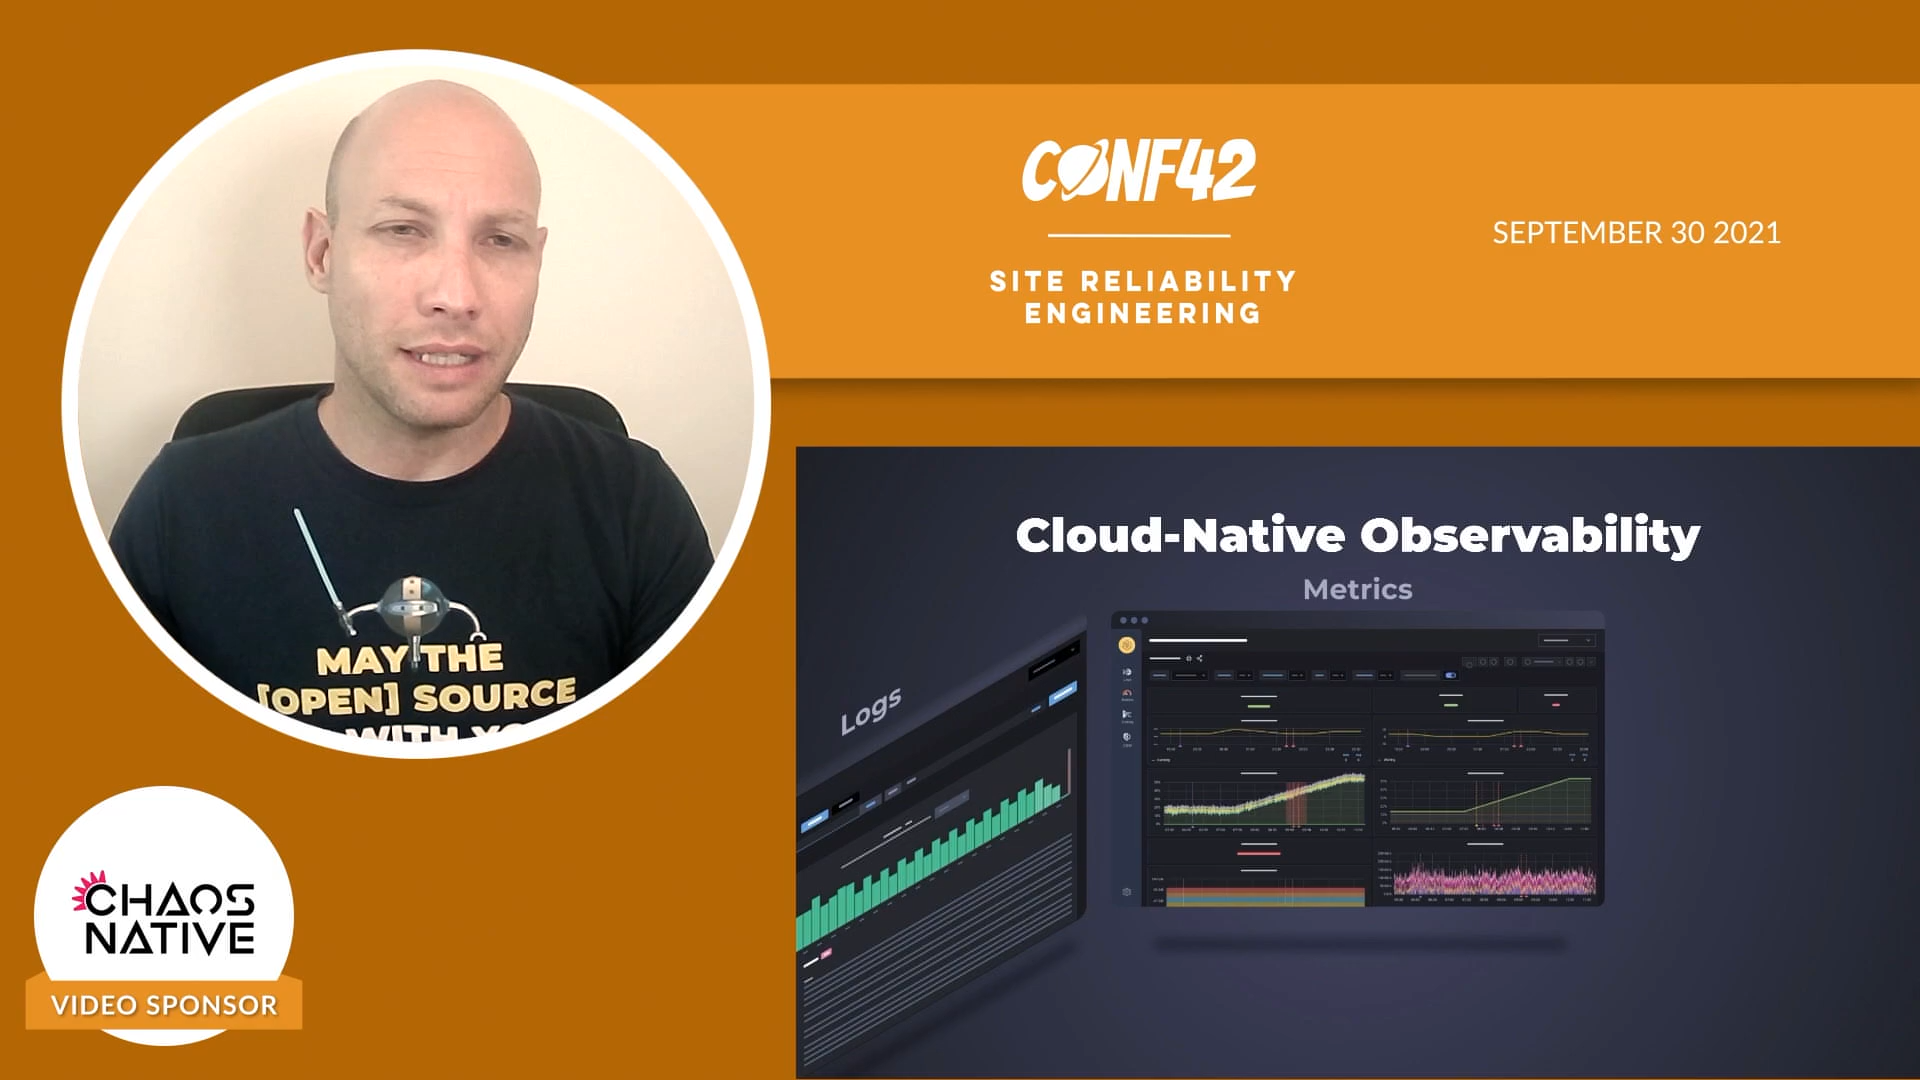 CONF42
SITE RELIABILITY
ENGINEERING
SEPTEMBER 30 2021
MAY THE
[OPEN] SOURCE
WITH
Cloud-Native Observability
Metrics
Logs
CHAOS
NATIVE
VIDEO SPONSOR